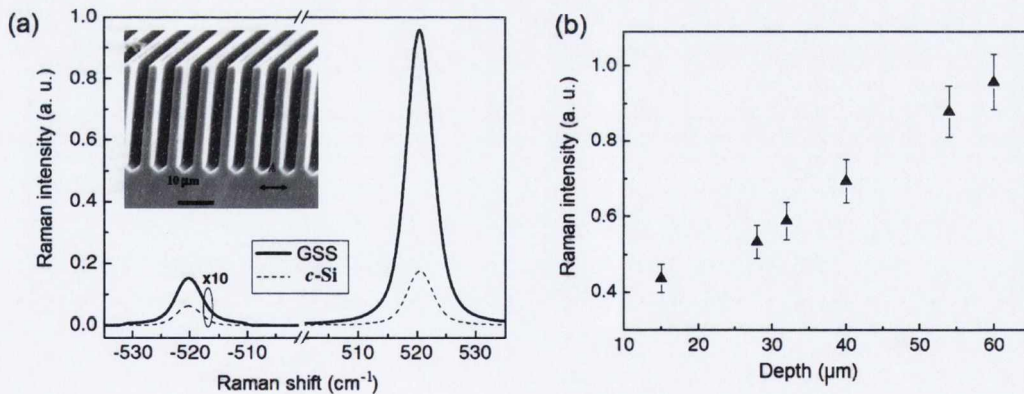 (a)
Raman intensity (a. u.)
1.0
0.8
0.6
0.4
0.2
0.0
10 µm
GSS
c-Si
x10
-530
-520
-510
510
520
530
Raman shift (cm⁻¹)
(b)
Raman intensity (a. u.)
1.0
0.8
0.6
0.4
10
20
30
40
50
60
Depth (µm)